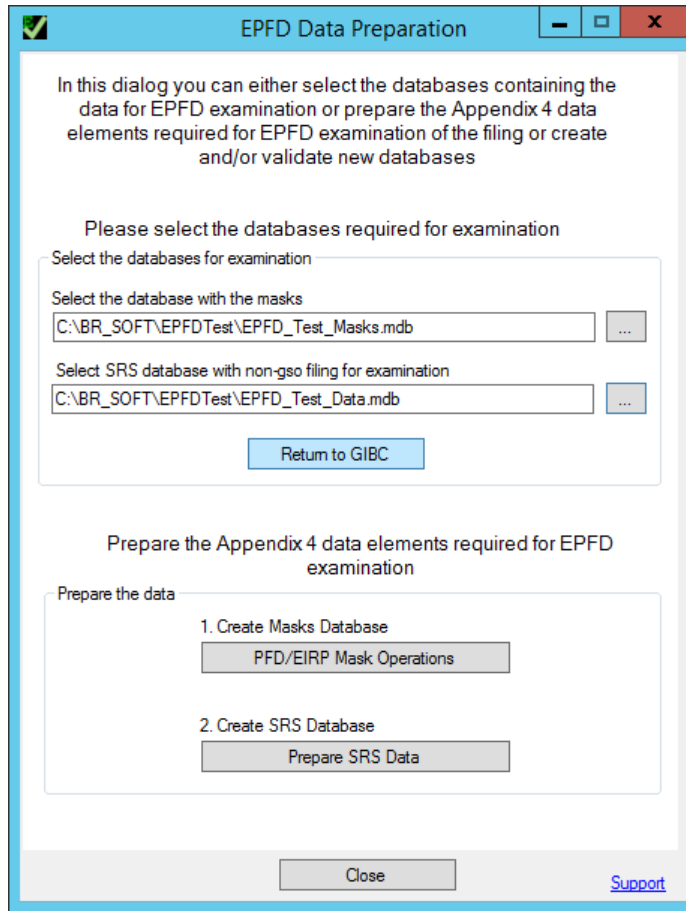 EPFD Data Preparation
In this dialog you can either select the databases containing the
data for EPFD examination or prepare the Appendix 4 data
elements required for EPFD examination of the filing or create
and/or validate new databases
Please select the databases required for examination
Select the databases for examination
Select the database with the masks
C:\BR_SOFT\EPFDTest\EPFD_Test_Masks.mdb
...
Select SRS database with non-gso filing for examination
C:\BR_SOFT\EPFDTest\EPFD_Test_Data.mdb
...
Return to GIBC
Prepare the Appendix 4 data elements required for EPFD
examination
Prepare the data
1. Create Masks Database
PFD/EIRP Mask Operations
2. Create SRS Database
Prepare SRS Data
Close
Support